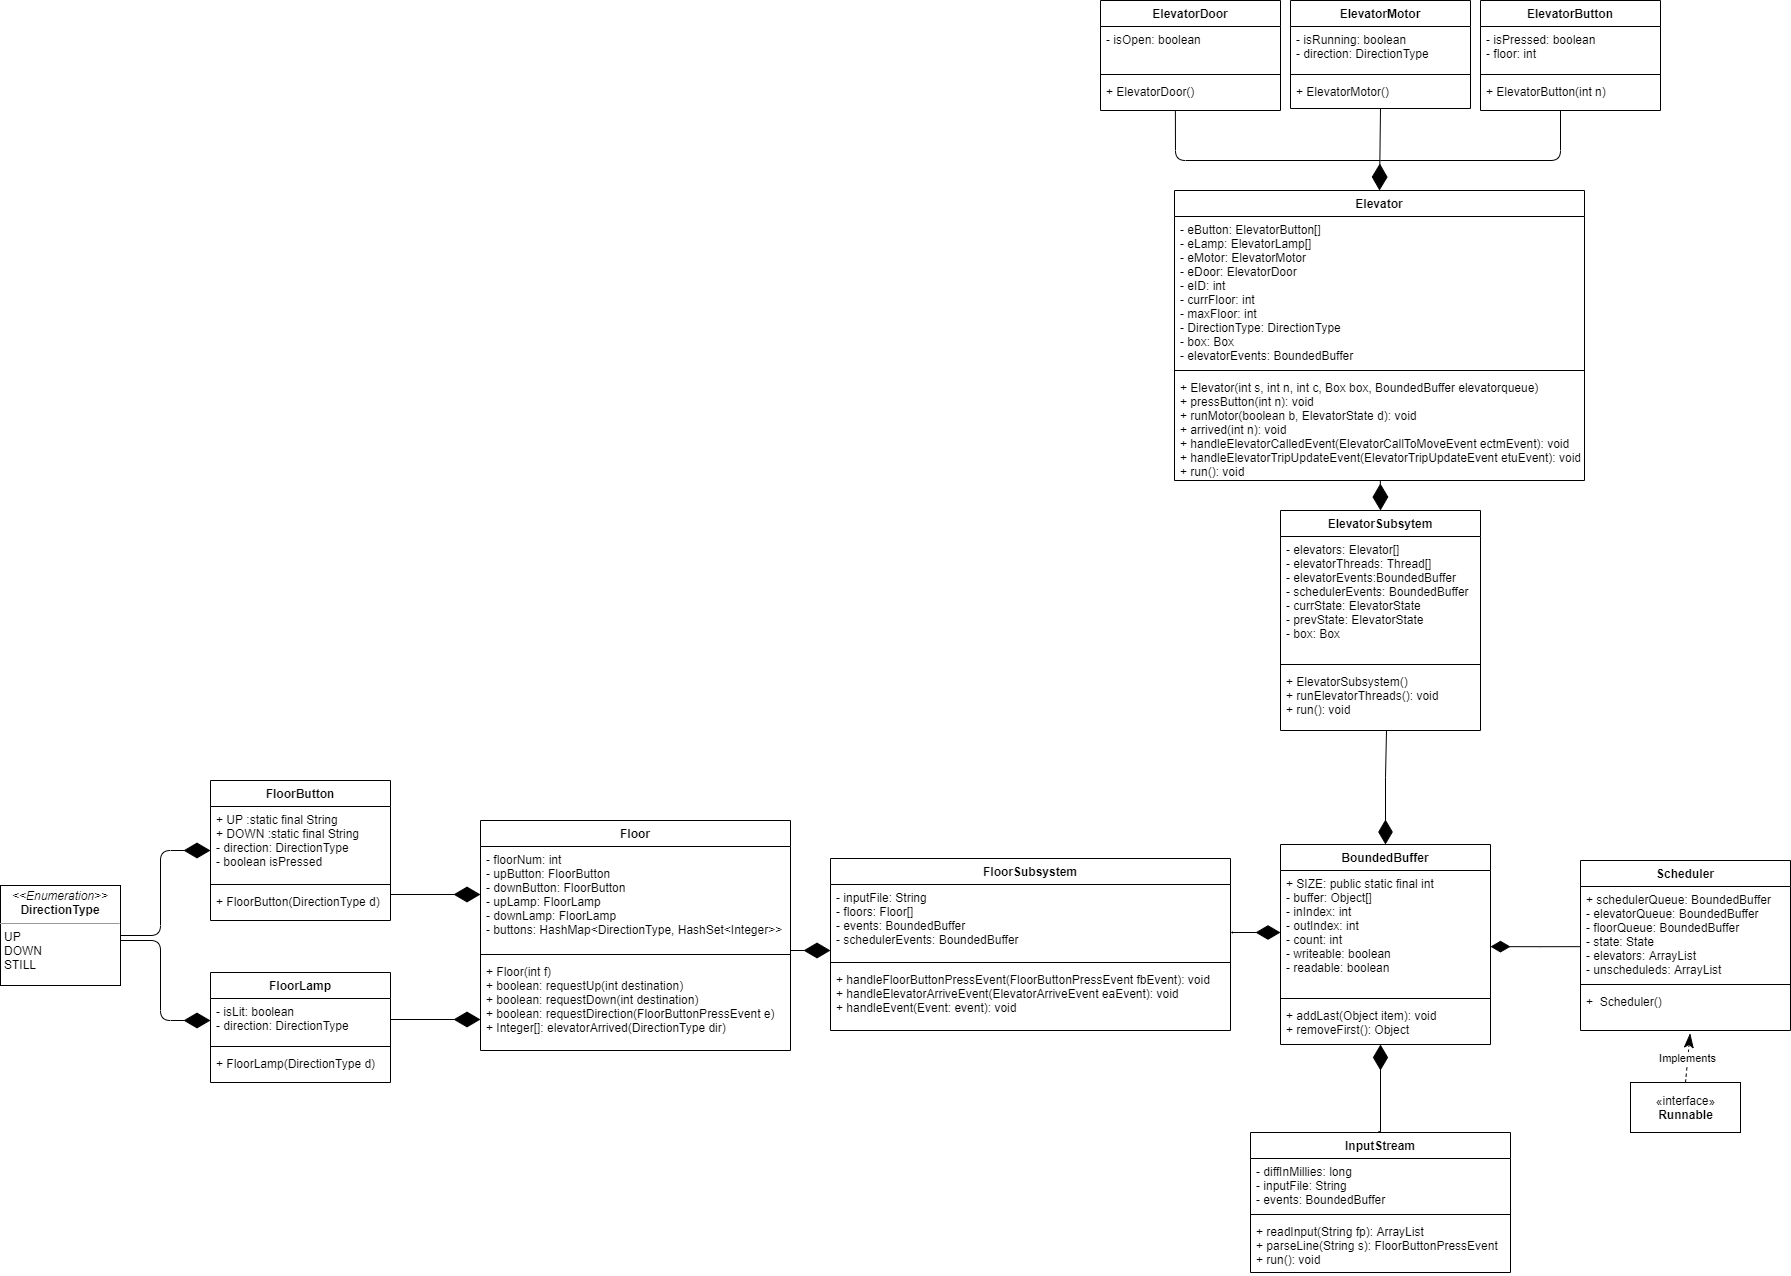 ElevatorDoor
- isOpen: boolean
+ ElevatorDoor()
ElevatorMotor
- isRunning: boolean
- direction: DirectionType
+ ElevatorMotor()
ElevatorButton
- isPressed: boolean
- floor: int
+ ElevatorButton(int n)
Elevator
- eButton: ElevatorButton[]
- eLamp: ElevatorLamp[]
- eMotor: ElevatorMotor
- eDoor: ElevatorDoor
- eID: int
- currFloor: int
- maxFloor: int
- DirectionType: DirectionType
- box: Box
- elevatorEvents: BoundedBuffer
+ Elevator(int s, int n, int c, Box box, BoundedBuffer elevatorqueue)
+ pressButton(int n): void
+ runMotor(boolean b, ElevatorState d): void
+ arrived(int n): void
+ handleElevatorCalledEvent(ElevatorCallToMoveEvent ectmEvent): void
+ handleElevatorTripUpdateEvent(ElevatorTripUpdateEvent etuEvent): void
+ run(): void
ElevatorSubsytem
- elevators: Elevator[]
- elevatorThreads: Thread[]
- elevatorEvents:BoundedBuffer
- schedulerEvents: BoundedBuffer
- currState: ElevatorState
- prevState: ElevatorState
- box: Box
+ ElevatorSubsystem()
+ runElevatorThreads(): void
+ run(): void
<<Enumeration>>
DirectionType
UP
DOWN
STILL
FloorButton
+ UP :static final String
+ DOWN :static final String
- direction: DirectionType
- boolean isPressed
+ FloorButton(DirectionType d)
FloorLamp
- isLit: boolean
- direction: DirectionType
+ FloorLamp(DirectionType d)
Floor
- floorNum: int
- upButton: FloorButton
- downButton: FloorButton
- upLamp: FloorLamp
- downLamp: FloorLamp
- buttons: HashMap<DirectionType, HashSet<Integer>>
+ Floor(int f)
+ boolean: requestUp(int destination)
+ boolean: requestDown(int destination)
+ boolean: requestDirection(FloorButtonPressEvent e)
+ Integer[]: elevatorArrived(DirectionType dir)
FloorSubsystem
- inputFile: String
- floors: Floor[]
- events: BoundedBuffer
- schedulerEvents: BoundedBuffer
+ handleFloorButtonPressEvent(FloorButtonPressEvent fbEvent): void
+ handleElevatorArriveEvent(ElevatorArriveEvent eaEvent): void
+ handleEvent(Event: event): void
BoundedBuffer
+ SIZE: public static final int
- buffer: Object[]
- inIndex: int
- outIndex: int
- count: int
- writeable: boolean
- readable: boolean
+ addLast(Object item): void
+ removeFirst(): Object
Scheduler
+ schedulerQueue: BoundedBuffer
- elevatorQueue: BoundedBuffer
- floorQueue: BoundedBuffer
- state: State
- elevators: ArrayList
- unscheduleds: ArrayList
+ Scheduler()
Implements
«interface»
Runnable
InputStream
- diffInMillies: long
- inputFile: String
- events: BoundedBuffer
+ readInput(String fp): ArrayList
+ parseLine(String s): FloorButtonPressEvent
+ run(): void